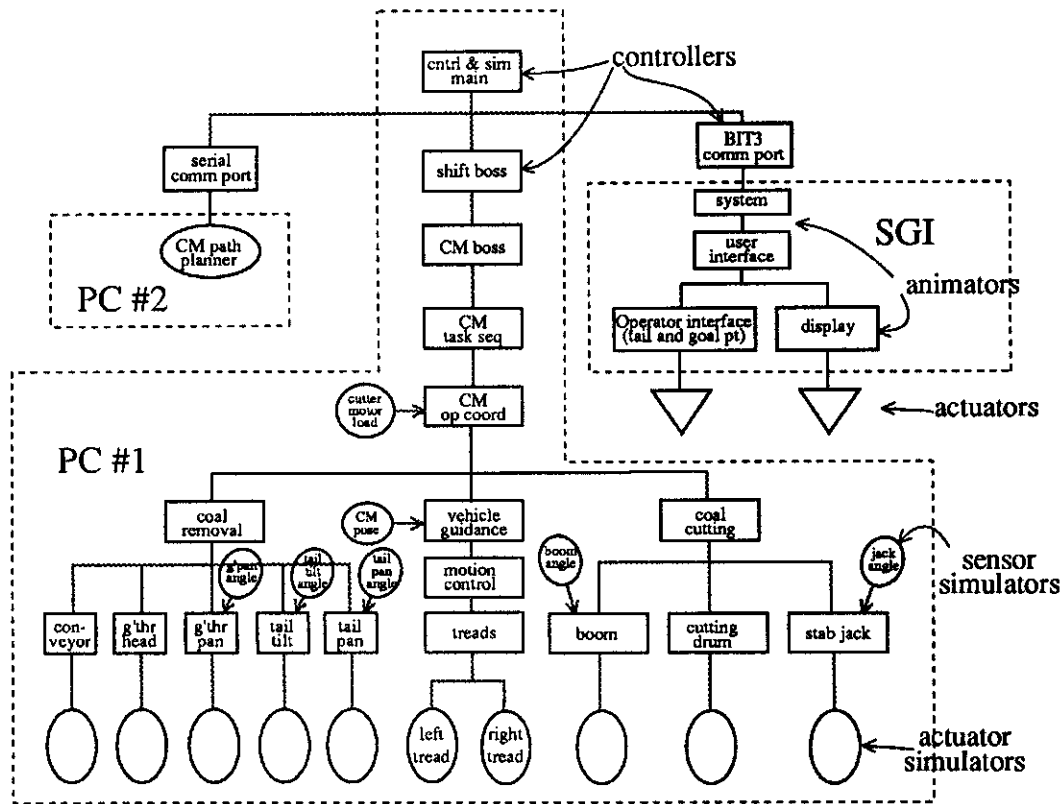 cntrl & sim
main
controllers
serial
comm port
shift boss
BIT3
comm port
system
SGI
user
interface
CM path
planner
PC #2
CM boss
animators
CM
task seq
Operator interface
(tail and goal pt)
display
cutter
motor
load
CM
op coord
actuators
PC #1
coal
removal
CM
pose
vehicle
guidance
coal
cutting
g'pan
angle
tail
tilt
angle
tail
pan
angle
motion
control
boom
angle
jack
angle
sensor
simulators
con-
veyor
g'thr
head
g'thr
pan
tail
tilt
tail
pan
treads
boom
cutting
drum
stab jack
left
tread
right
tread
actuator
simulators